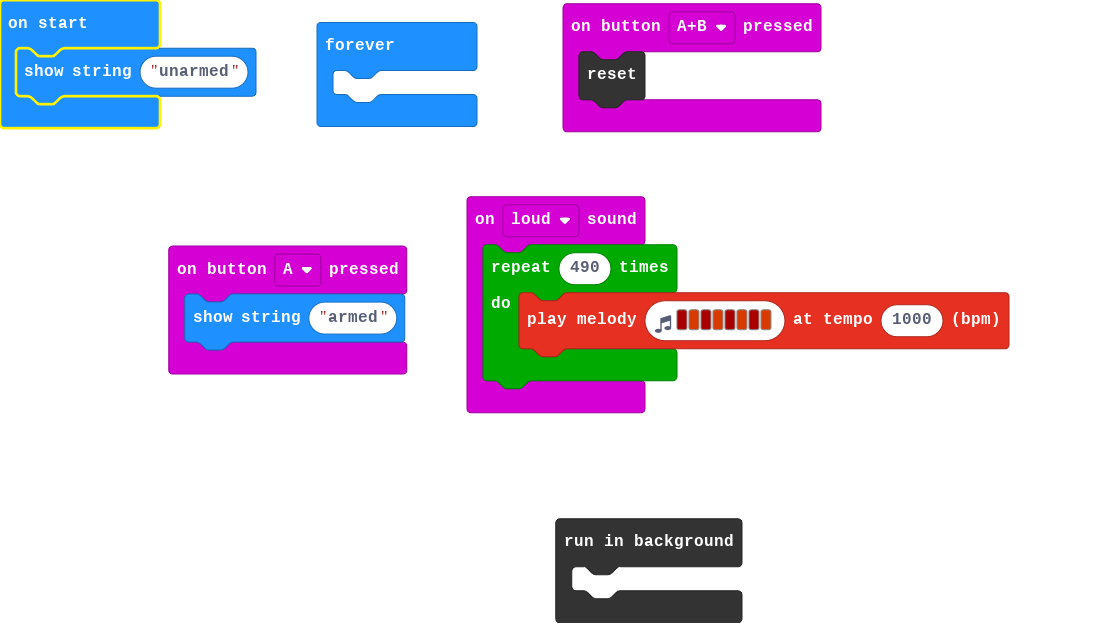 on start
show string "unarmed"
forever
on button A+B pressed
reset
on button A pressed
show string "armed"
on loud sound
repeat 490 times
do
play melody at tempo 1000 (bpm)
run in background